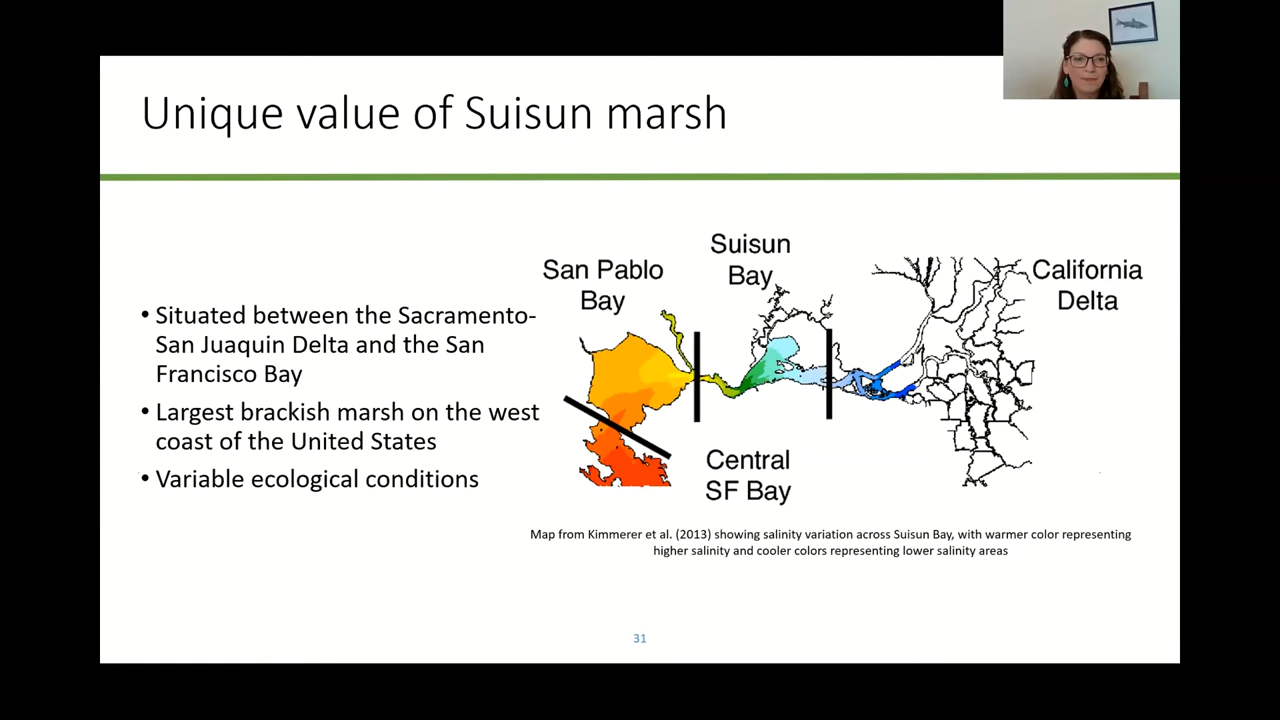 Unique value of Suisun marsh
• Situated between the Sacramento-
San Juaquin Delta and the San
Francisco Bay
• Largest brackish marsh on the west
coast of the United States
• Variable ecological conditions
San Pablo
Bay
Suisun
Bay
California
Delta
Central
SF Bay
Map from Kimmerer et al. (2013) showing salinity variation across Suisun Bay, with warmer color representing
higher salinity and cooler colors representing lower salinity areas
31